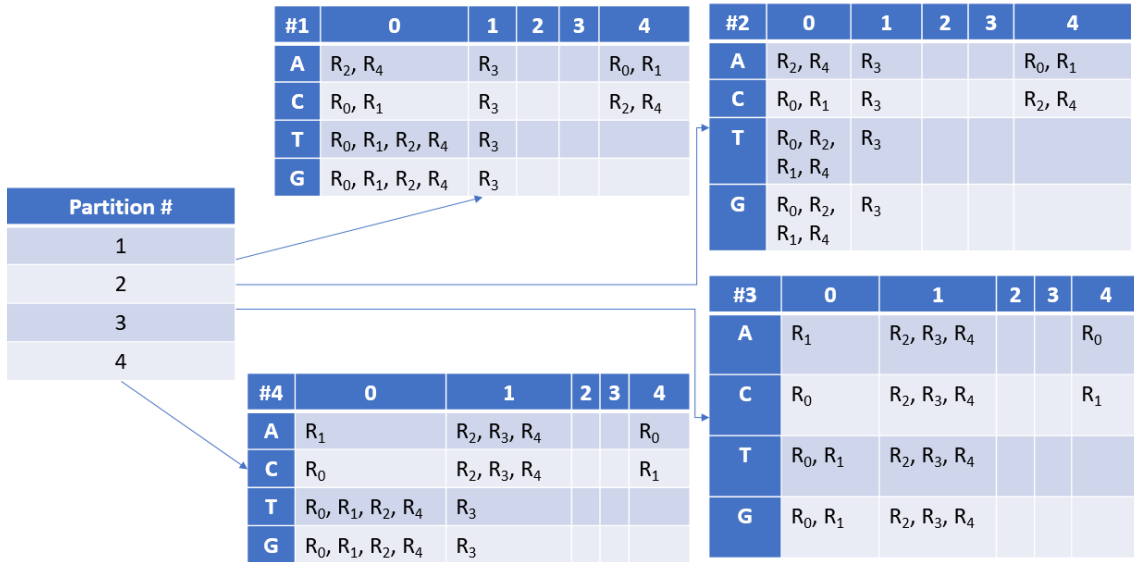 #1 0 1 2 3 4
A R₂, R₄ R₃ R₀, R₁
C R₀, R₁ R₃ R₂, R₄
T R₀, R₁, R₂, R₄ R₃
G R₀, R₁, R₂, R₄ R₃
#2 0 1 2 3 4
A R₂, R₄ R₃ R₀, R₁
C R₀, R₁ R₃ R₂, R₄
T R₀, R₂, R₃
R₁, R₄
G R₀, R₂, R₃
R₁, R₄
Partition #
1
2
3
4
#3 0 1 2 3 4
A R₁ R₂, R₃, R₄ R₀
C R₀ R₂, R₃, R₄ R₁
T R₀, R₁ R₂, R₃, R₄
G R₀, R₁ R₂, R₃, R₄
#4 0 1 2 3 4
A R₁ R₂, R₃, R₄ R₀
C R₀ R₂, R₃, R₄ R₁
T R₀, R₁, R₂, R₄ R₃
G R₀, R₁, R₂, R₄ R₃